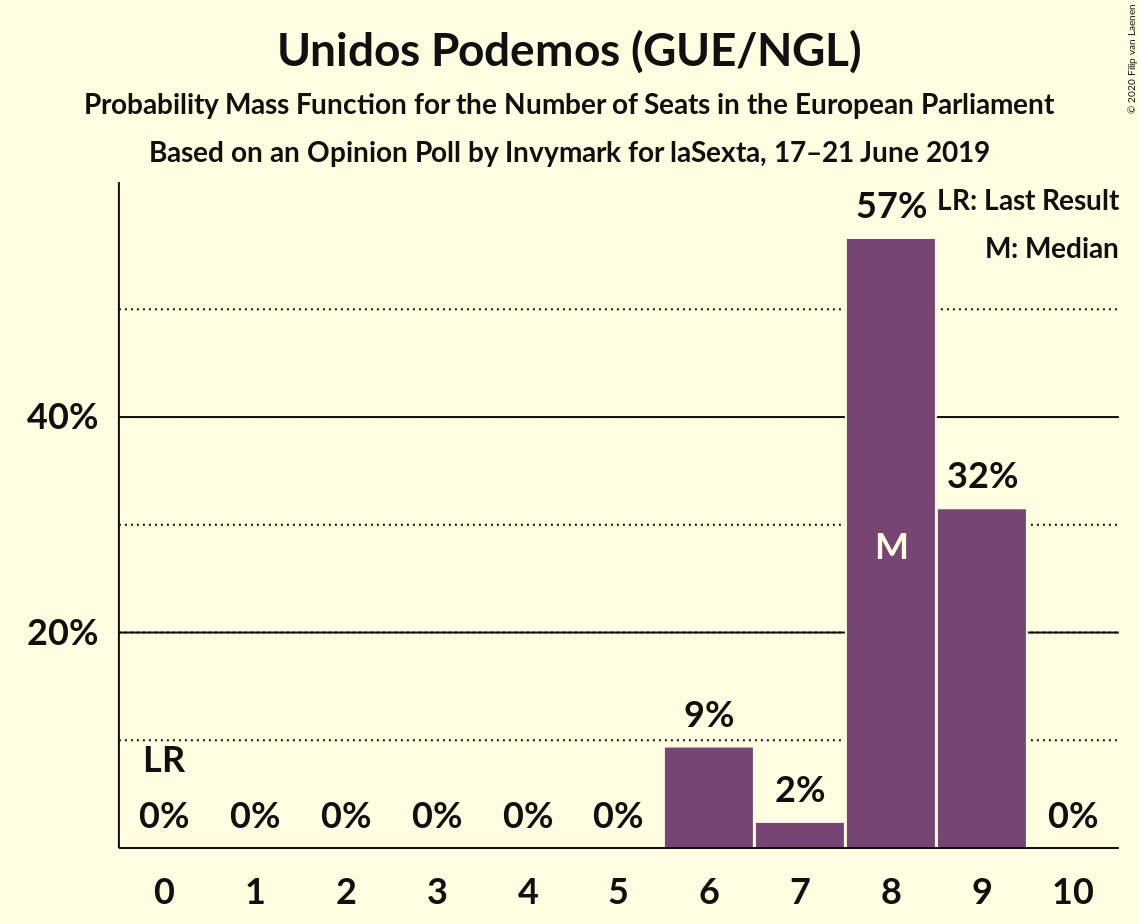 Unidos Podemos (GUE/NGL)
Probability Mass Function for the Number of Seats in the European Parliament
Based on an Opinion Poll by Invymark for laSexta, 17–21 June 2019
© 2020 Filip van Laenen
LR: Last Result
M: Median
57%
40%
32%
M
20%
9%
LR
2%
0% 0% 0% 0% 0% 0% 0%
0 1 2 3 4 5 6 7 8 9 10